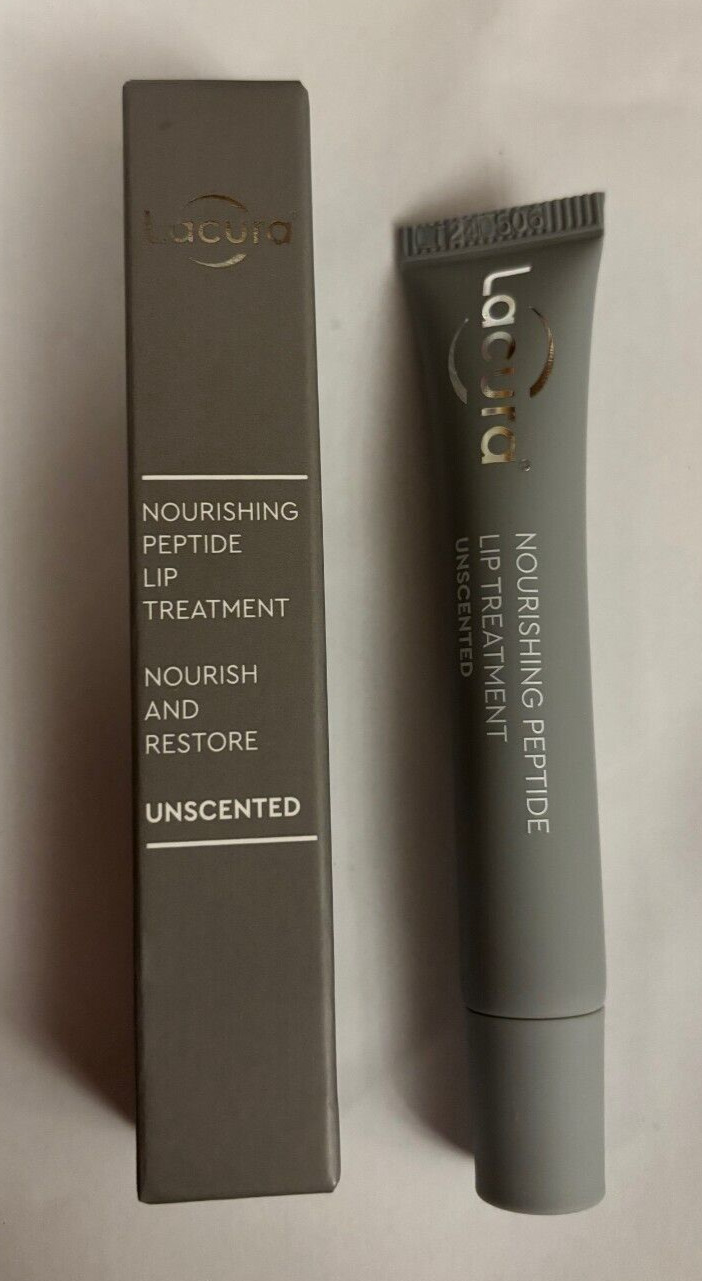 Lacura
NOURISHING
PEPTIDE
LIP
TREATMENT
NOURISH
AND
RESTORE
UNSCENTED
Lacura®
NOURISHING PEPTIDE
LIP TREATMENT
UNSCENTED